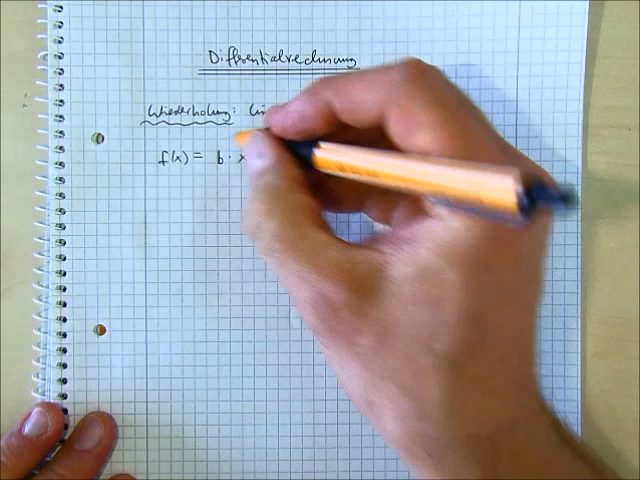 Differentialrechnung
Wiederholung:
f(x) = b · x